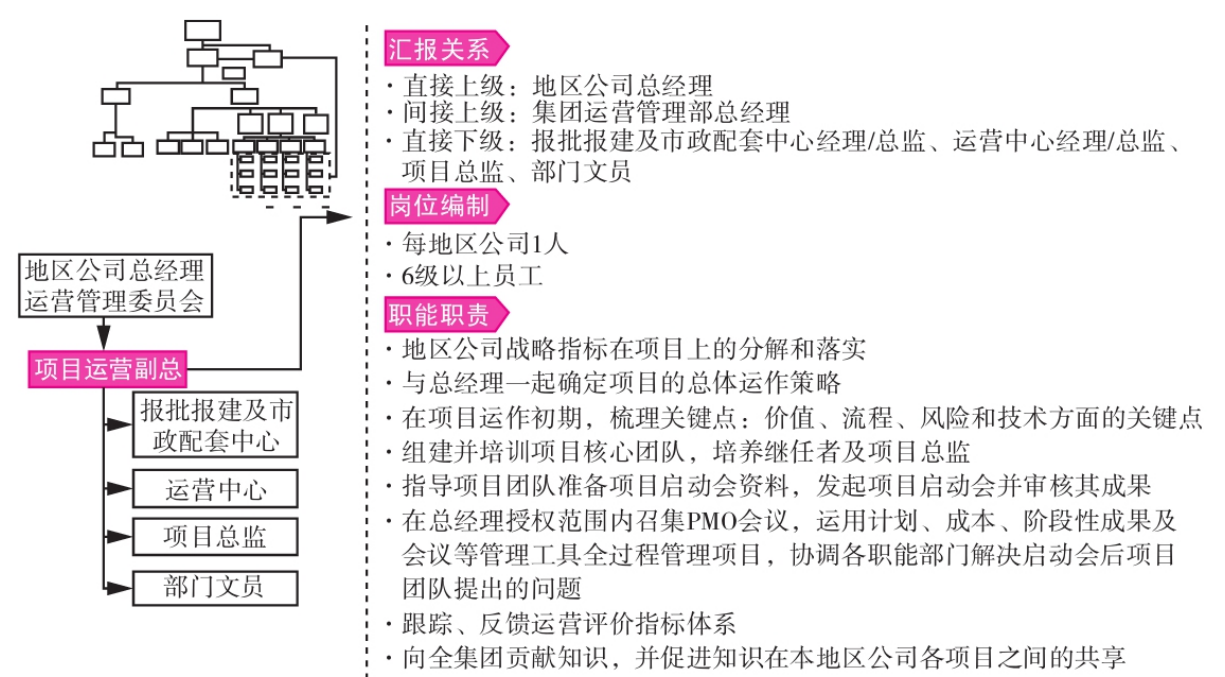 地区公司总经理
运营管理委员会
项目运营副总
报批报建及市
政配套中心
运营中心
项目总监
部门文员
汇报关系
·直接上级：地区公司总经理
·间接上级：集团运营管理部总经理
·直接下级：报批报建及市政配套中心经理/总监、运营中心经理/总监、
项目总监、部门文员
岗位编制
·每地区公司1人
·6级以上员工
职能职责
·地区公司战略指标在项目上的分解和落实
·与总经理一起确定项目的总体运作策略
·在项目运作初期，梳理关键点：价值、流程、风险和技术方面的关键点
·组建并培训项目核心团队，培养继任者及项目总监
·指导项目团队准备项目启动会资料，发起项目启动会并审核其成果
·在总经理授权范围内召集PMO会议，运用计划、成本、阶段性成果及
会议等管理工具全过程管理项目，协调各职能部门解决启动会后项目
团队提出的问题
·跟踪、反馈运营评价指标体系
·向全集团贡献知识，并促进知识在本地区公司各项目之间的共享